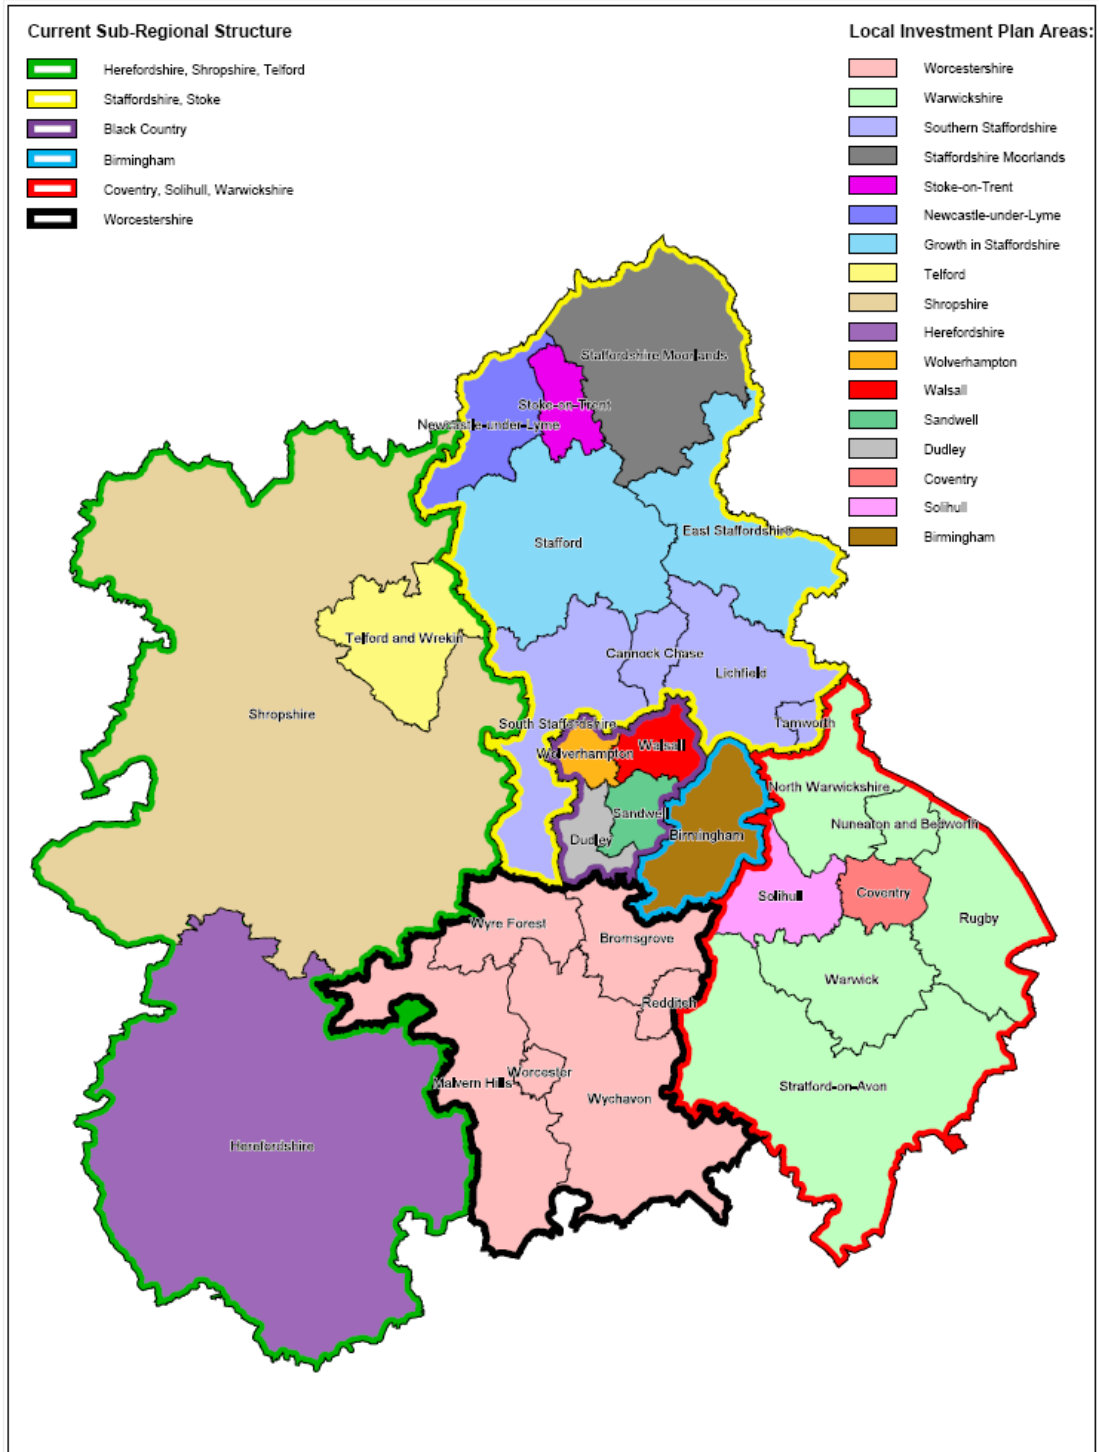 Current Sub-Regional Structure
Herefordshire, Shropshire, Telford
Staffordshire, Stoke
Black Country
Birmingham
Coventry, Solihull, Warwickshire
Worcestershire
Local Investment Plan Areas:
Worcestershire
Warwickshire
Southern Staffordshire
Staffordshire Moorlands
Stoke-on-Trent
Newcastle-under-Lyme
Growth in Staffordshire
Telford
Shropshire
Herefordshire
Wolverhampton
Walsall
Sandwell
Dudley
Coventry
Solihull
Birmingham
Staffordshire Moorlands
Stoke-on-Trent
Newcastle-under-Lyme
East Staffordshire
Stafford
Telford and Wrekin
Cannock Chase
Lichfield
Shropshire
South Staffordshire
Tamworth
Walsall
Wolverhampton
North Warwickshire
Sandwell
Nuneaton and Bedworth
Birmingham
Dudley
Solihull
Coventry
Rugby
Wyre Forest
Bromsgrove
Warwick
Redditch
Worcester
Malvern Hills
Stratford-on-Avon
Wychavon
Herefordshire